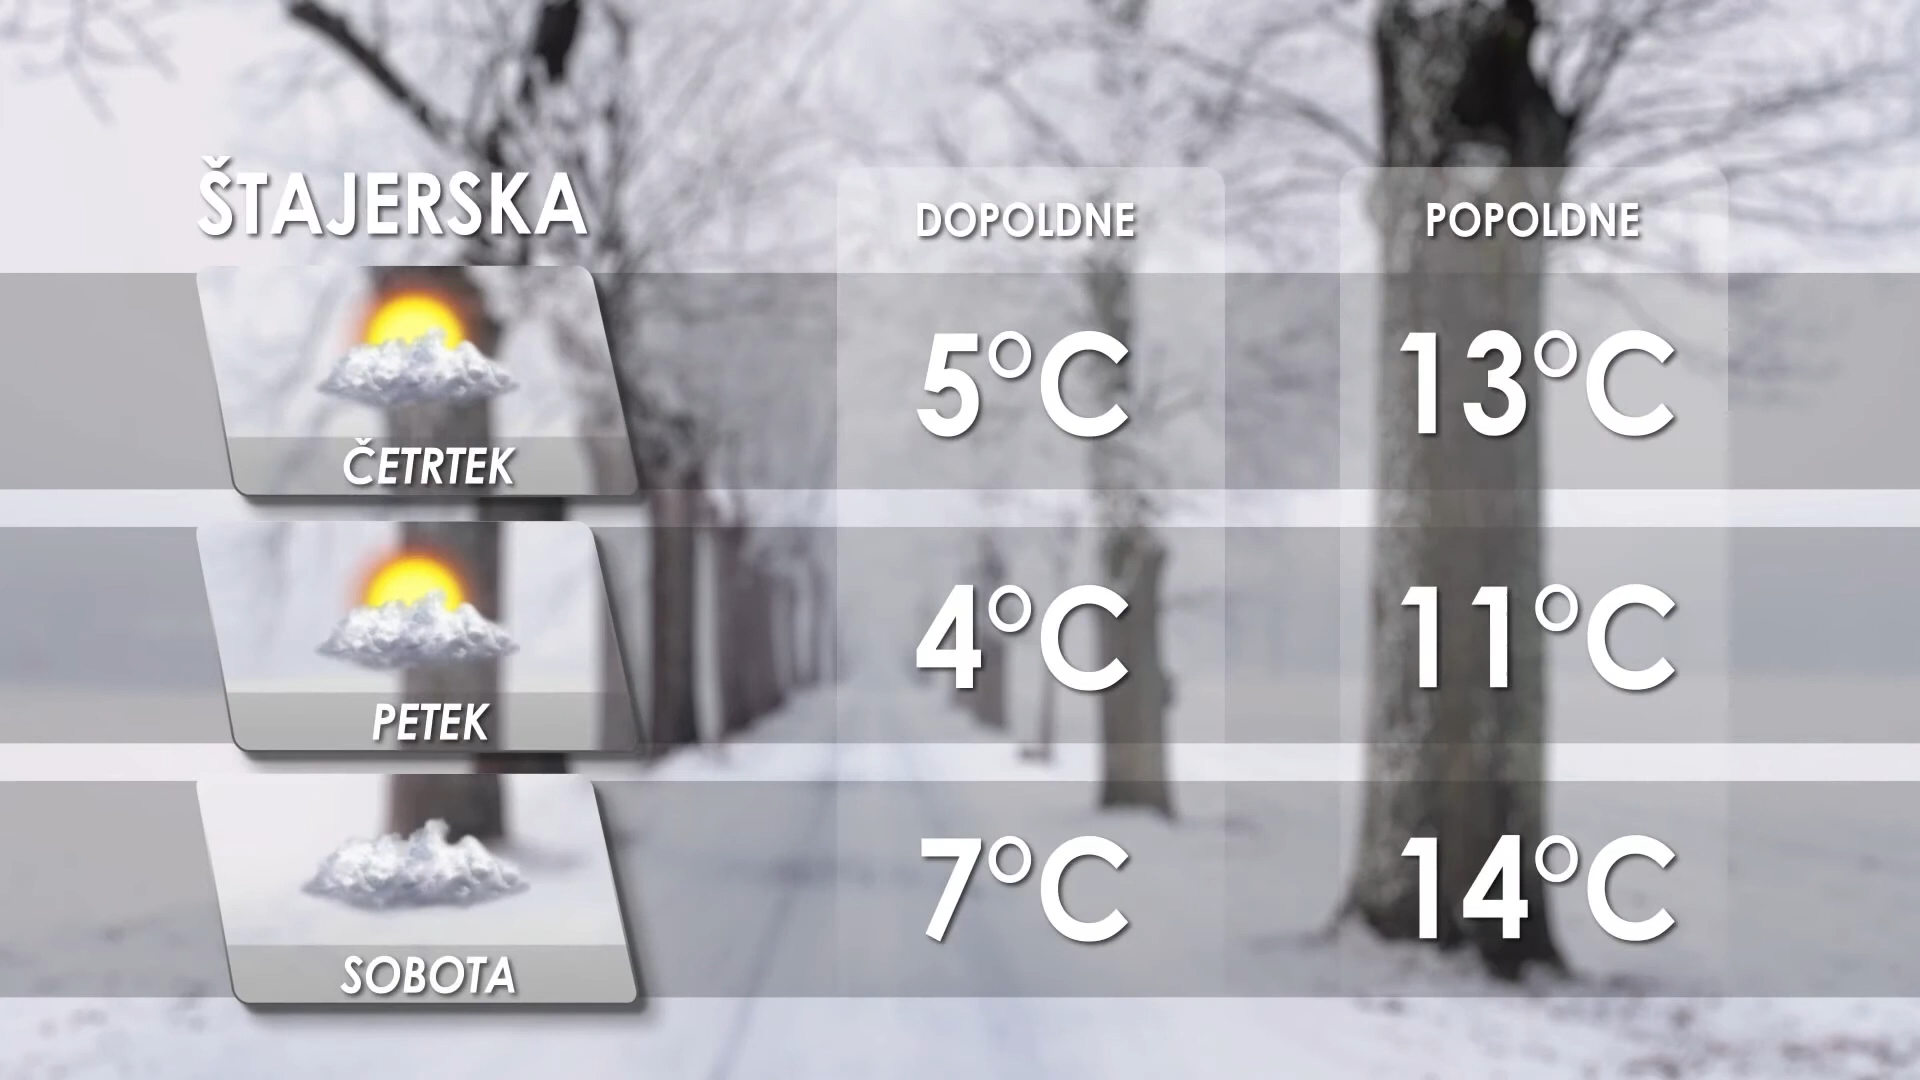 ŠTAJERSKA
DOPOLDNE
POPOLDNE
ČETRTEK
5°C
13°C
PETEK
4°C
11°C
SOBOTA
7°C
14°C